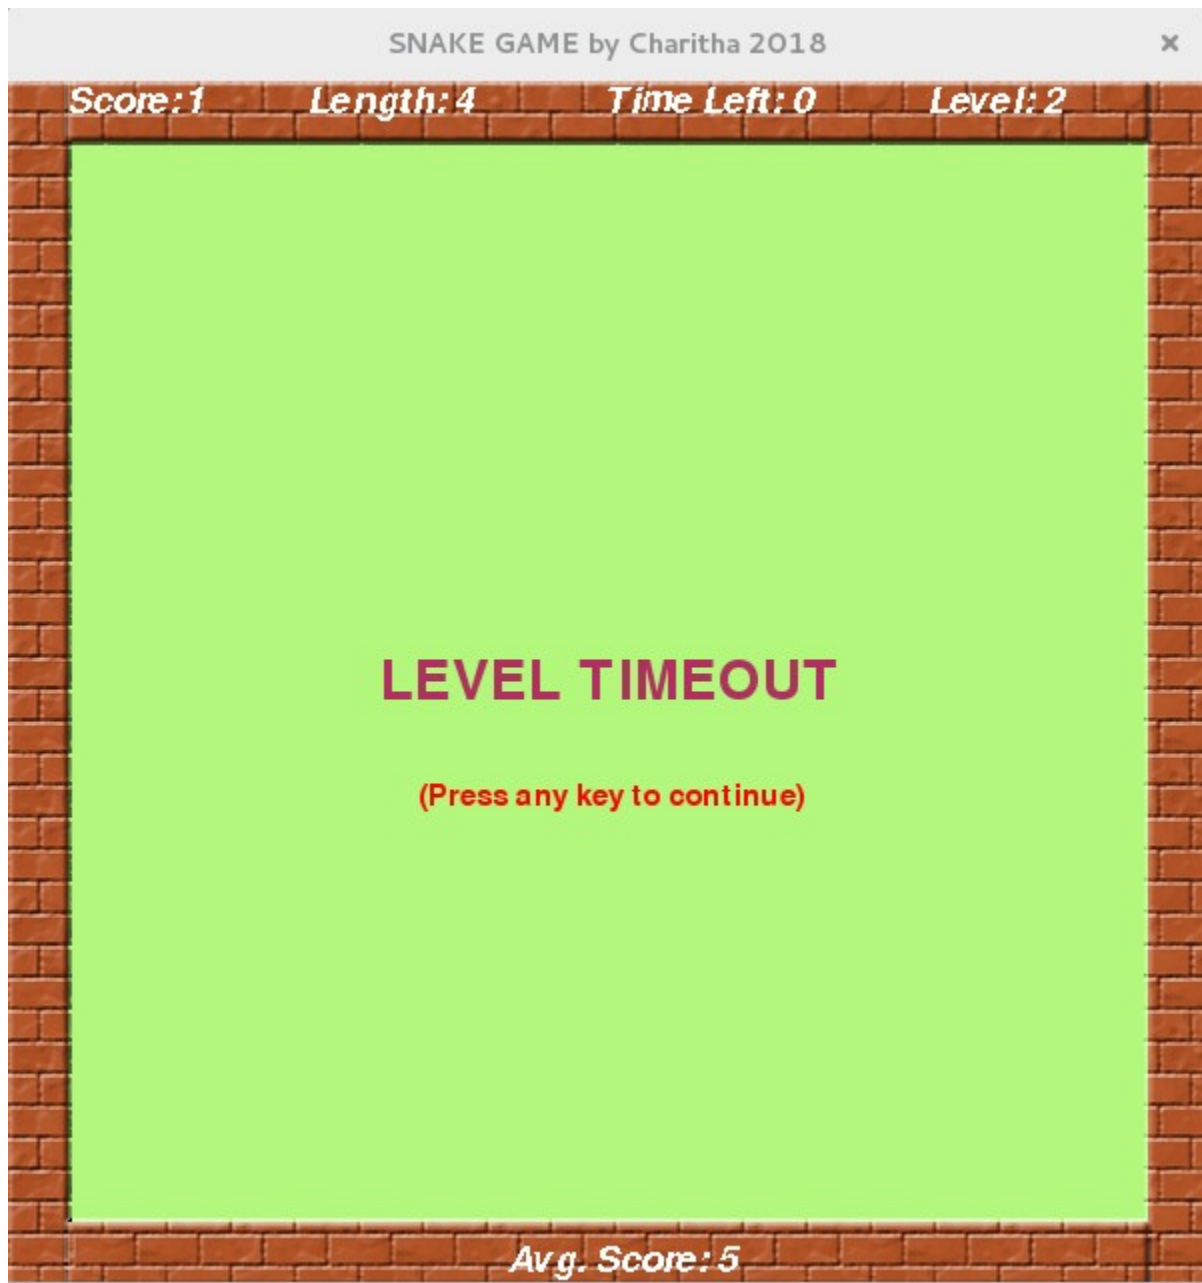 SNAKE GAME by Charitha 2018
Score: 1 Length: 4 Time Left: 0 Level: 2
LEVEL TIMEOUT
(Press any key to continue)
Avg. Score: 5